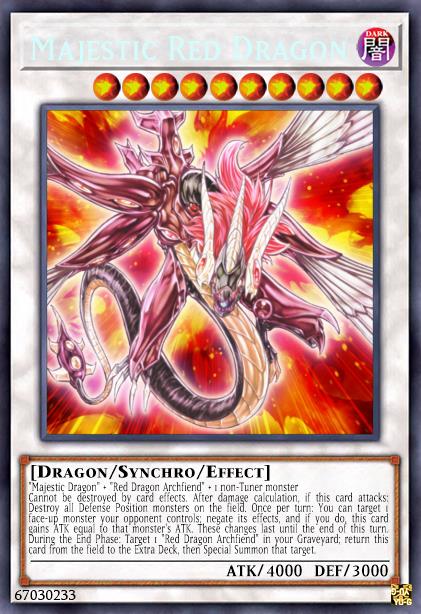 Majestic Red Dragon
DARK
闇
[Dragon/Synchro/Effect]
"Majestic Dragon" + "Red Dragon Archfiend" + 1 non-Tuner monster
Cannot be destroyed by card effects. After damage calculation, if this card attacks:
Destroy all Defense Position monsters on the field. Once per turn: You can target 1
face-up monster your opponent controls; negate its effects, and if you do, this card
gains ATK equal to that monster's ATK. These changes last until the end of this turn.
During the End Phase: Target 1 "Red Dragon Archfiend" in your Graveyard; return this
card from the field to the Extra Deck, then Special Summon that target.
ATK/4000 DEF/3000
67030233